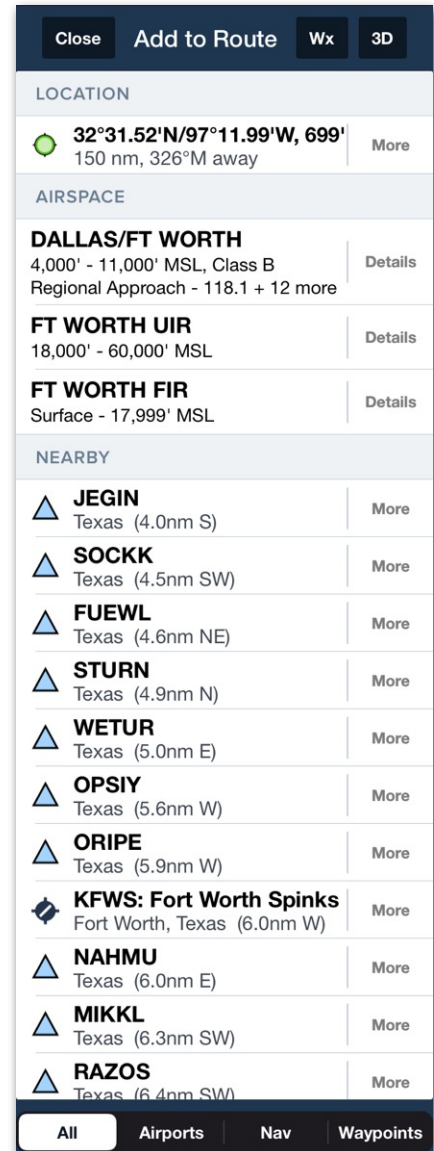 Close Add to Route Wx 3D
LOCATION
32°31.52'N/97°11.99'W, 699'
150 nm, 326°M away
More
AIRSPACE
DALLAS/FT WORTH
4,000' - 11,000' MSL, Class B
Regional Approach - 118.1 + 12 more
Details
FT WORTH UIR
18,000' - 60,000' MSL
Details
FT WORTH FIR
Surface - 17,999' MSL
Details
NEARBY
JEGIN
Texas (4.0nm S)
More
SOCKK
Texas (4.5nm SW)
More
FUEWL
Texas (4.6nm NE)
More
STURN
Texas (4.9nm N)
More
WETUR
Texas (5.0nm E)
More
OPSIY
Texas (5.6nm W)
More
ORIPE
Texas (5.9nm W)
More
KFWS: Fort Worth Spinks
Fort Worth, Texas (6.0nm W)
More
NAHMU
Texas (6.0nm E)
More
MIKKL
Texas (6.3nm SW)
More
RAZOS
Texas (6.4nm SW)
More
All Airports Nav Waypoints